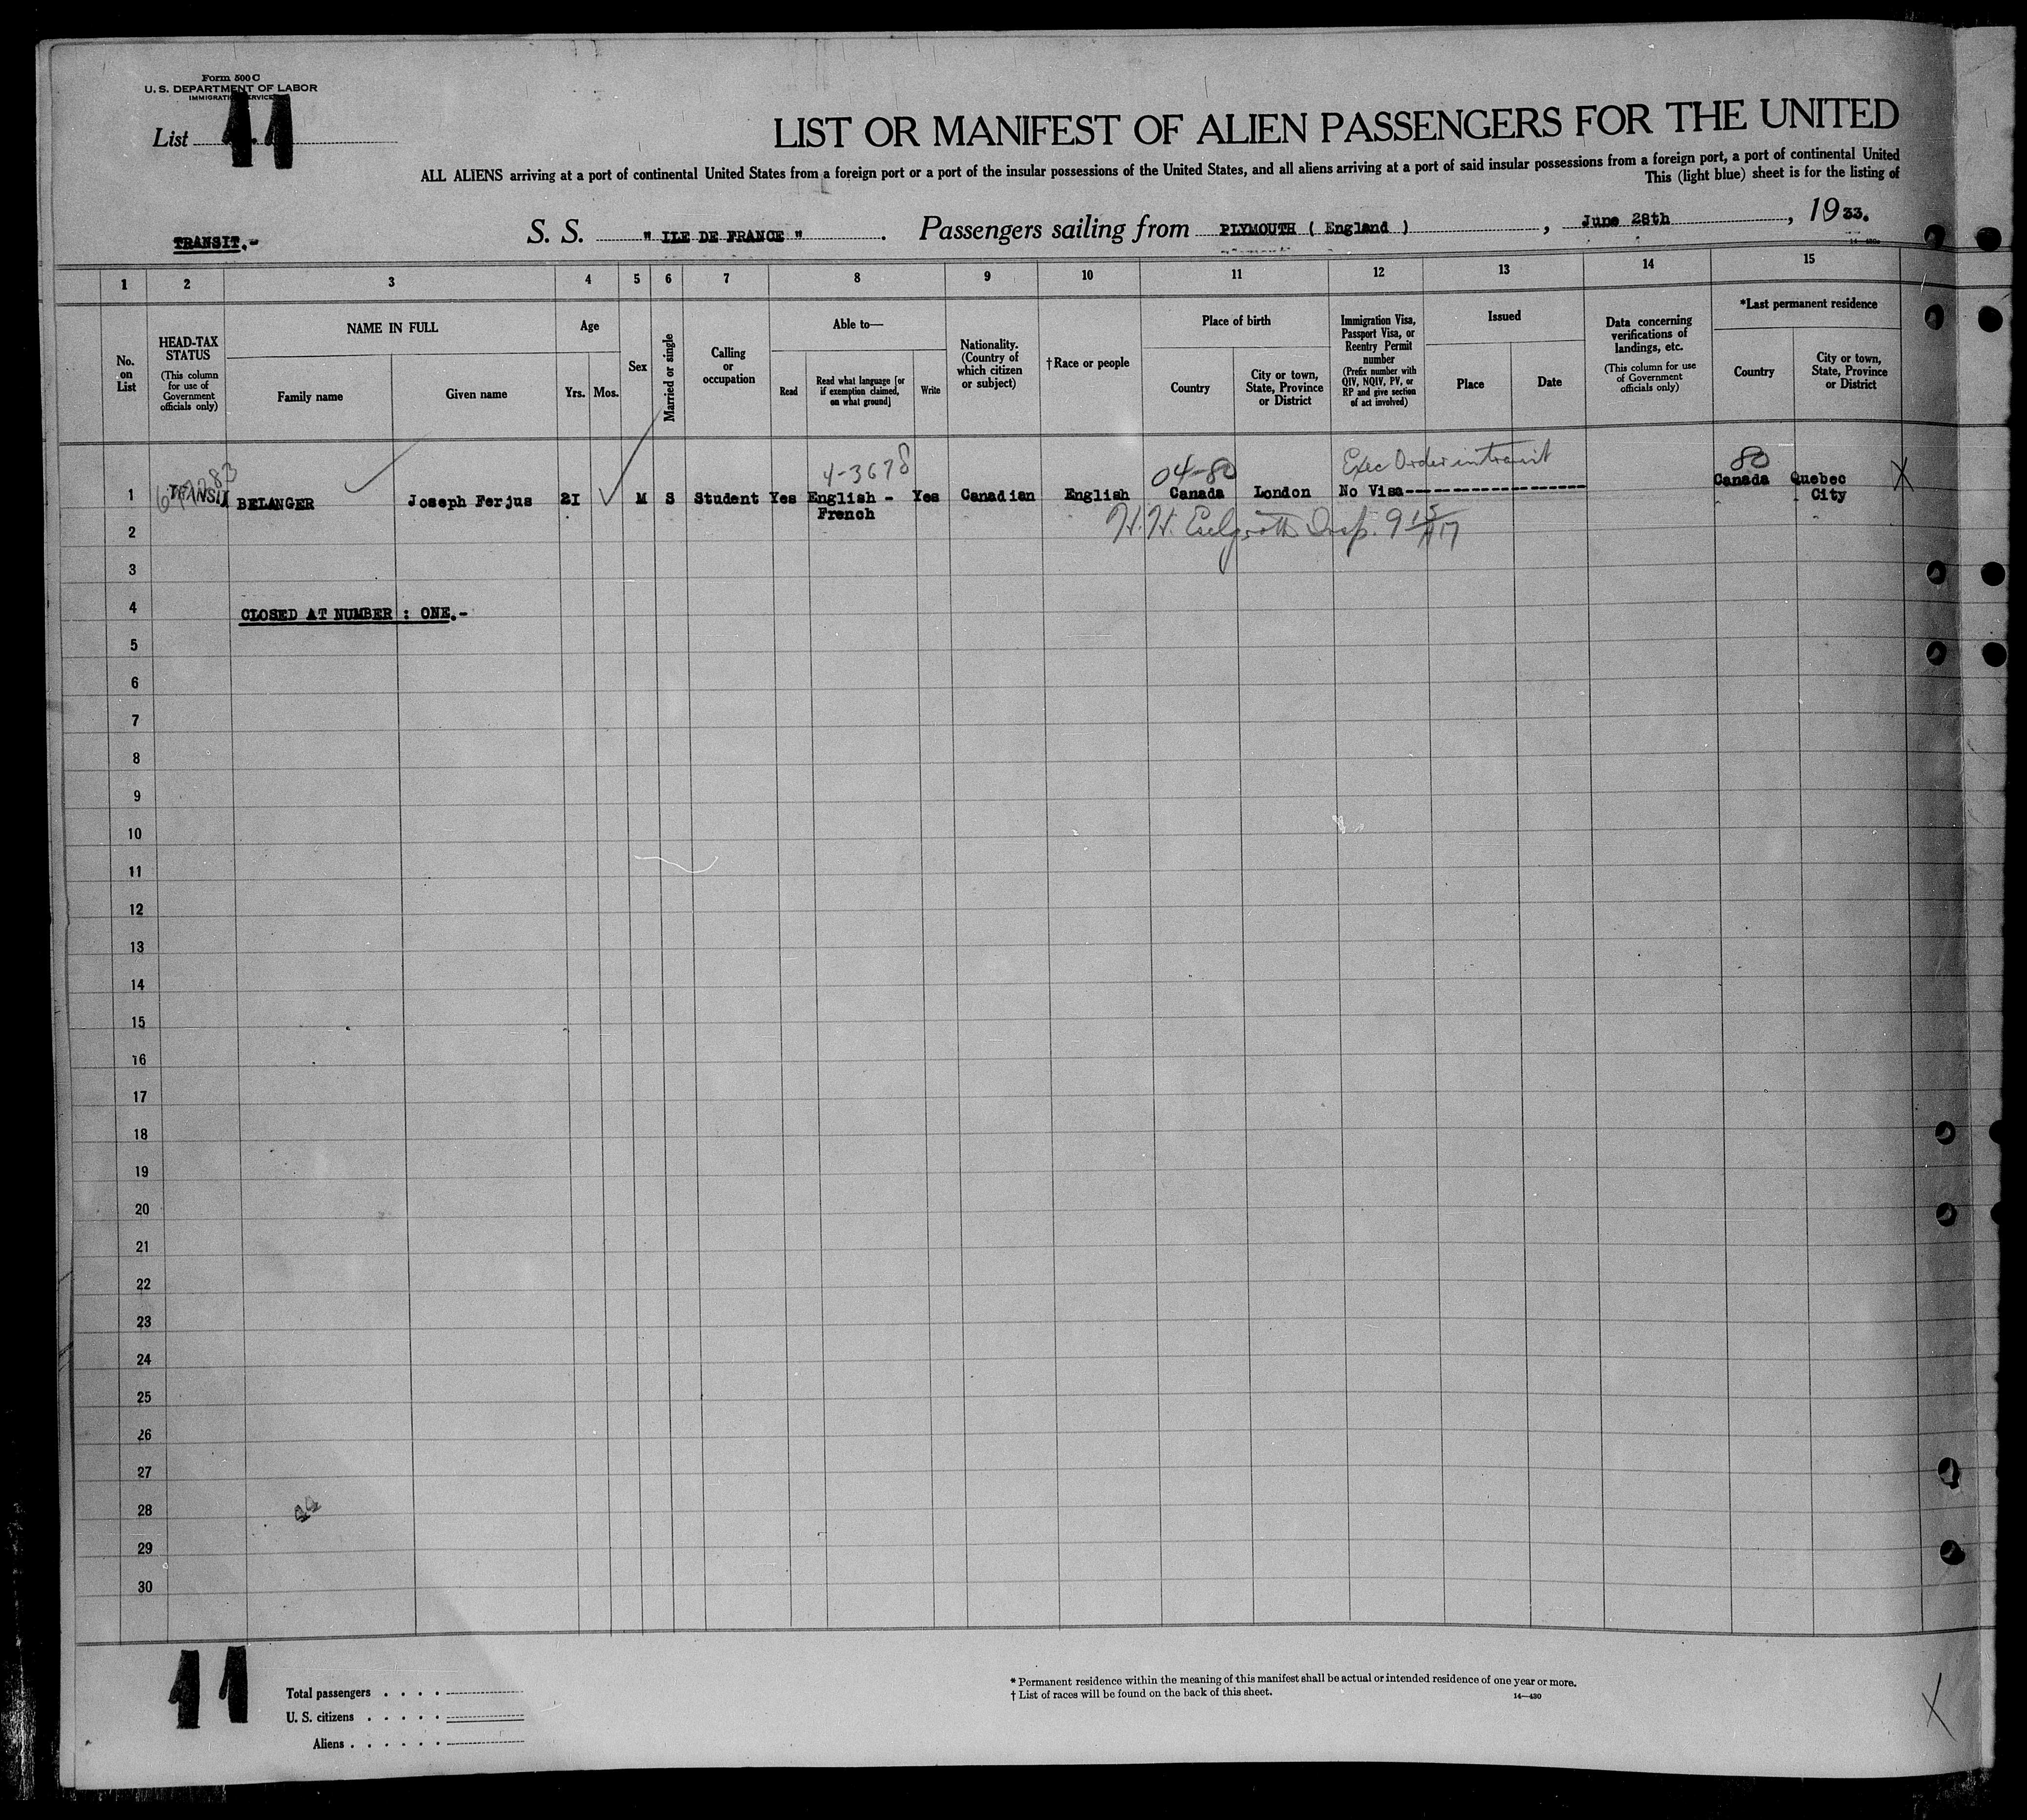 Form 500 C
U. S. DEPARTMENT OF LABOR
IMMIGRATION SERVICE
List 11
LIST OR MANIFEST OF ALIEN PASSENGERS FOR THE UNITED
ALL ALIENS arriving at a port of continental United States from a foreign port or a port of the insular possessions of the United States, and all aliens arriving at a port of said insular possessions from a foreign port, a port of continental United
This (light blue) sheet is for the listing of
TRANSIT.-
S. S. " ILE DE FRANCE " . Passengers sailing from PLYMOUTH ( England ) , June 28th , 1933.
14—430
1 2 3 4 5 6 7 8 9 10 11 12 13 14 15
No. on List
HEAD-TAX STATUS
(This column for use of Government officials only)
NAME IN FULL
Family name
Given name
Age
Yrs.
Mos.
Sex
Married or single
Calling or occupation
Able to—
Read
Read what language [or if exemption claimed, on what ground]
Write
Nationality. (Country of which citizen or subject)
†Race or people
Place of birth
Country
City or town, State, Province or District
Immigration Visa, Passport Visa, or Reentry Permit number
(Prefix number with QIV, NQIV, PV, or RP and give section of act involved)
Issued
Place
Date
Data concerning verifications of landings, etc.
(This column for use of Government officials only)
*Last permanent residence
Country
City or town, State, Province or District
4-3678 04-80 Exec Order in transit 80
1 TRANSIT BELANGER Joseph Ferjus 21 M S Student Yes English - Yes Canadian English Canada London No Visa Canada Quebec
French City
2 H. H. Insp.
3
4 CLOSED AT NUMBER : ONE.-
5
6
7
8
9
10
11
12
13
14
15
16
17
18
19
20
21
22
23
24
25
26
27
28
29
30
11
Total passengers
U. S. citizens
Aliens
* Permanent residence within the meaning of this manifest shall be actual or intended residence of one year or more.
† List of races will be found on the back of this sheet.
14—430